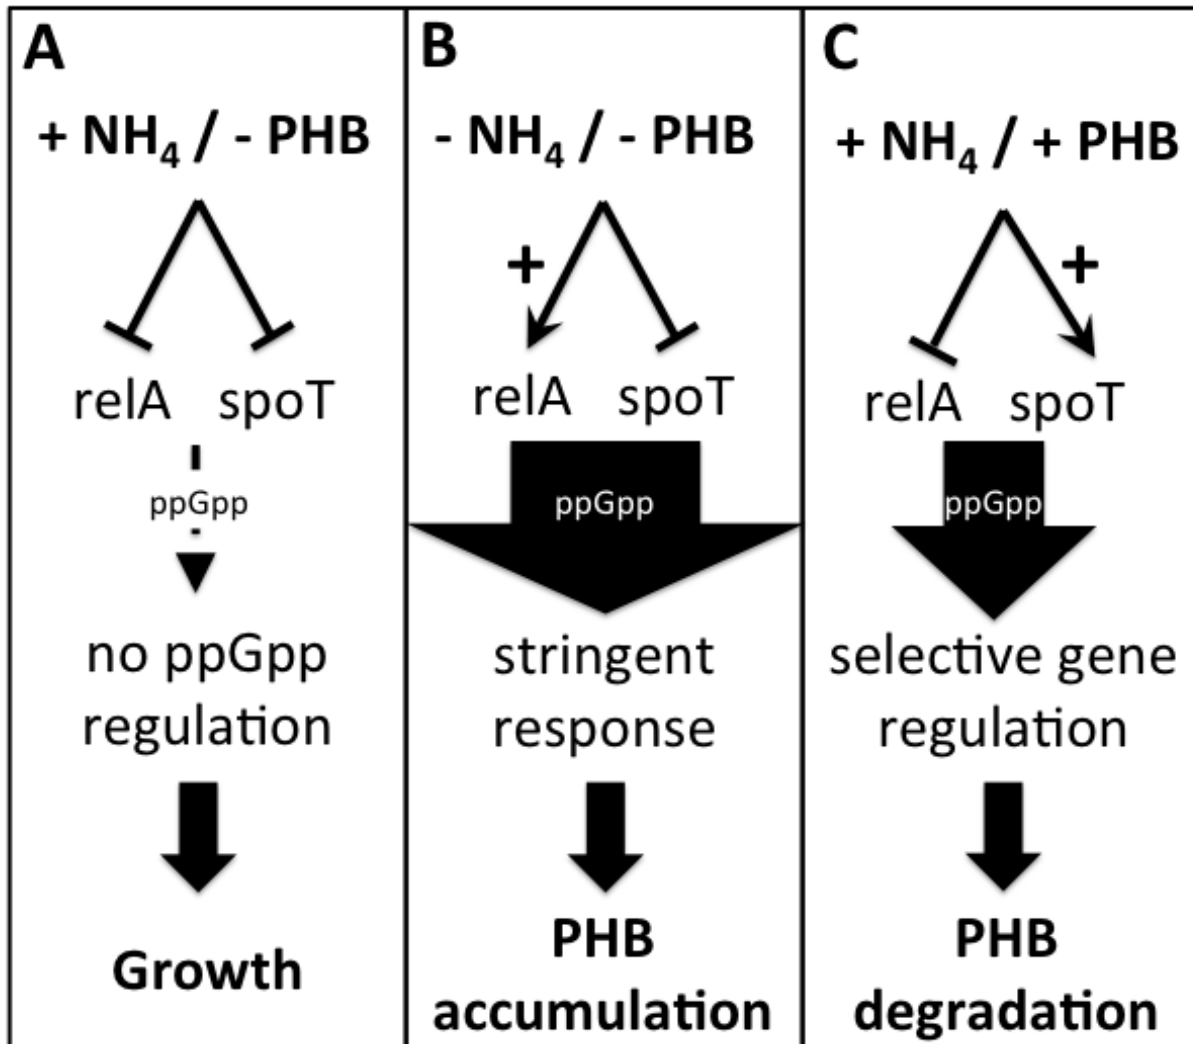 A
+ NH₄ / - PHB
relA spoT
ppGpp
no ppGpp
regulation
Growth
B
- NH₄ / - PHB
+
relA spoT
ppGpp
stringent
response
PHB
accumulation
C
+ NH₄ / + PHB
+
relA spoT
ppGpp
selective gene
regulation
PHB
degradation